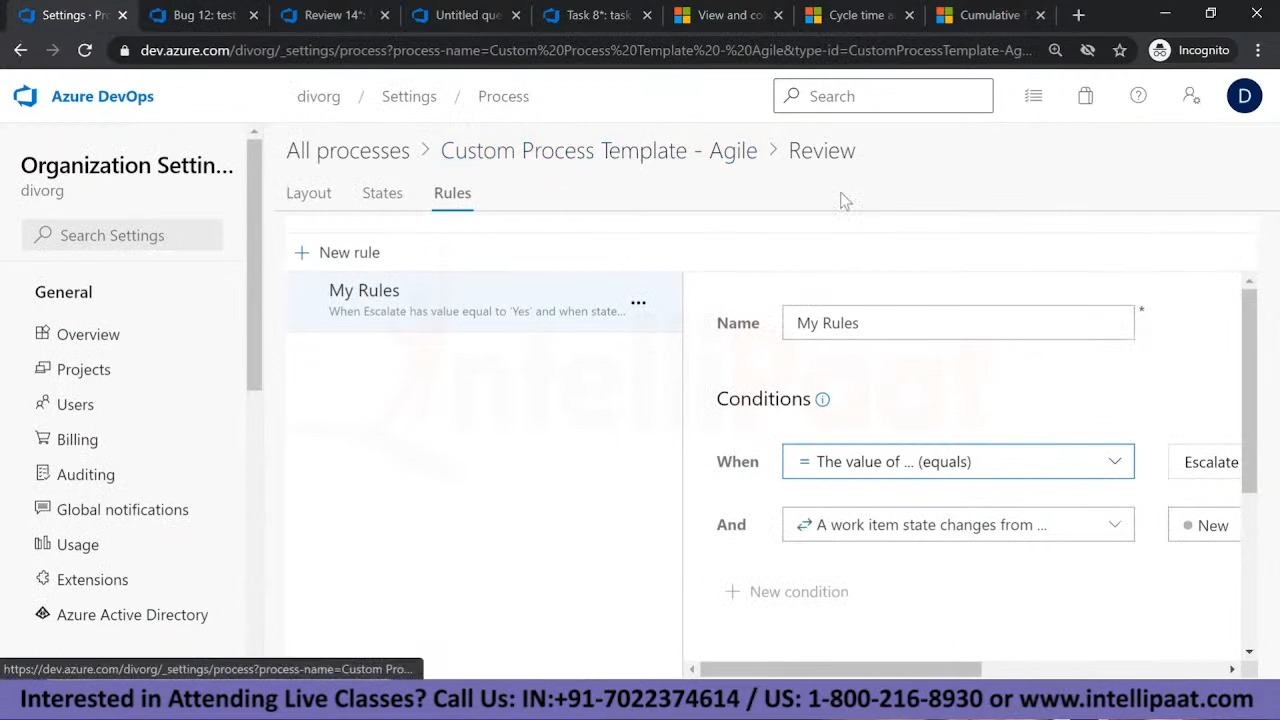 Settings · Pro
Bug 12: test
Review 14*:
Untitled que
Task 8*: task
View and co
Cycle time a
Cumulative f
dev.azure.com/divorg/_settings/process?process-name=Custom%20Process%20Template%20-%20Agile&type-id=CustomProcessTemplate-Ag...
Incognito
Azure DevOps
divorg / Settings / Process
Search
D
Organization Settin...
divorg
Search Settings
General
Overview
Projects
Users
Billing
Auditing
Global notifications
Usage
Extensions
Azure Active Directory
All processes > Custom Process Template - Agile > Review
Layout
States
Rules
+ New rule
My Rules
When Escalate has value equal to 'Yes' and when state...
...
Name
My Rules
*
Conditions
When
= The value of ... (equals)
Escalate
And
A work item state changes from ...
New
+ New condition
IntelliPaat
https://dev.azure.com/divorg/_settings/process?process-name=Custom Pro...
Interested in Attending Live Classes? Call Us: IN:+91-7022374614 / US: 1-800-216-8930 or www.intellipaat.com